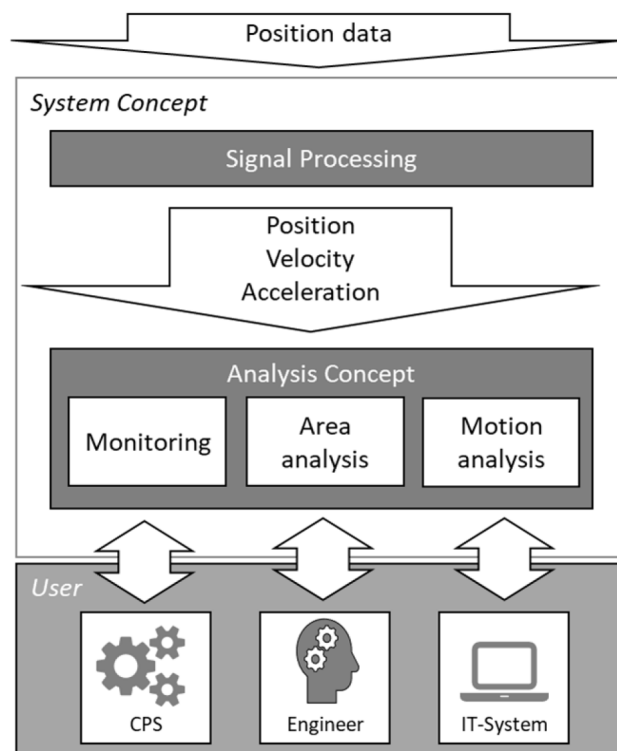 Position data
System Concept
Signal Processing
Position
Velocity
Acceleration
Analysis Concept
Monitoring
Area
analysis
Motion
analysis
User
CPS
Engineer
IT-System